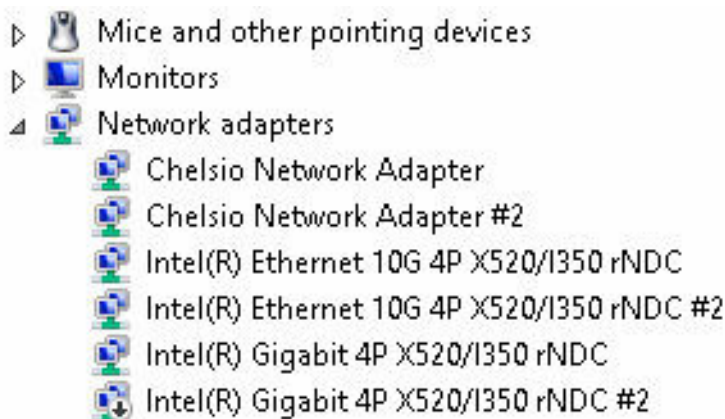 Mice and other pointing devices
Monitors
Network adapters
Chelsio Network Adapter
Chelsio Network Adapter #2
Intel(R) Ethernet 10G 4P X520/I350 rNDC
Intel(R) Ethernet 10G 4P X520/I350 rNDC #2
Intel(R) Gigabit 4P X520/I350 rNDC
Intel(R) Gigabit 4P X520/I350 rNDC #2